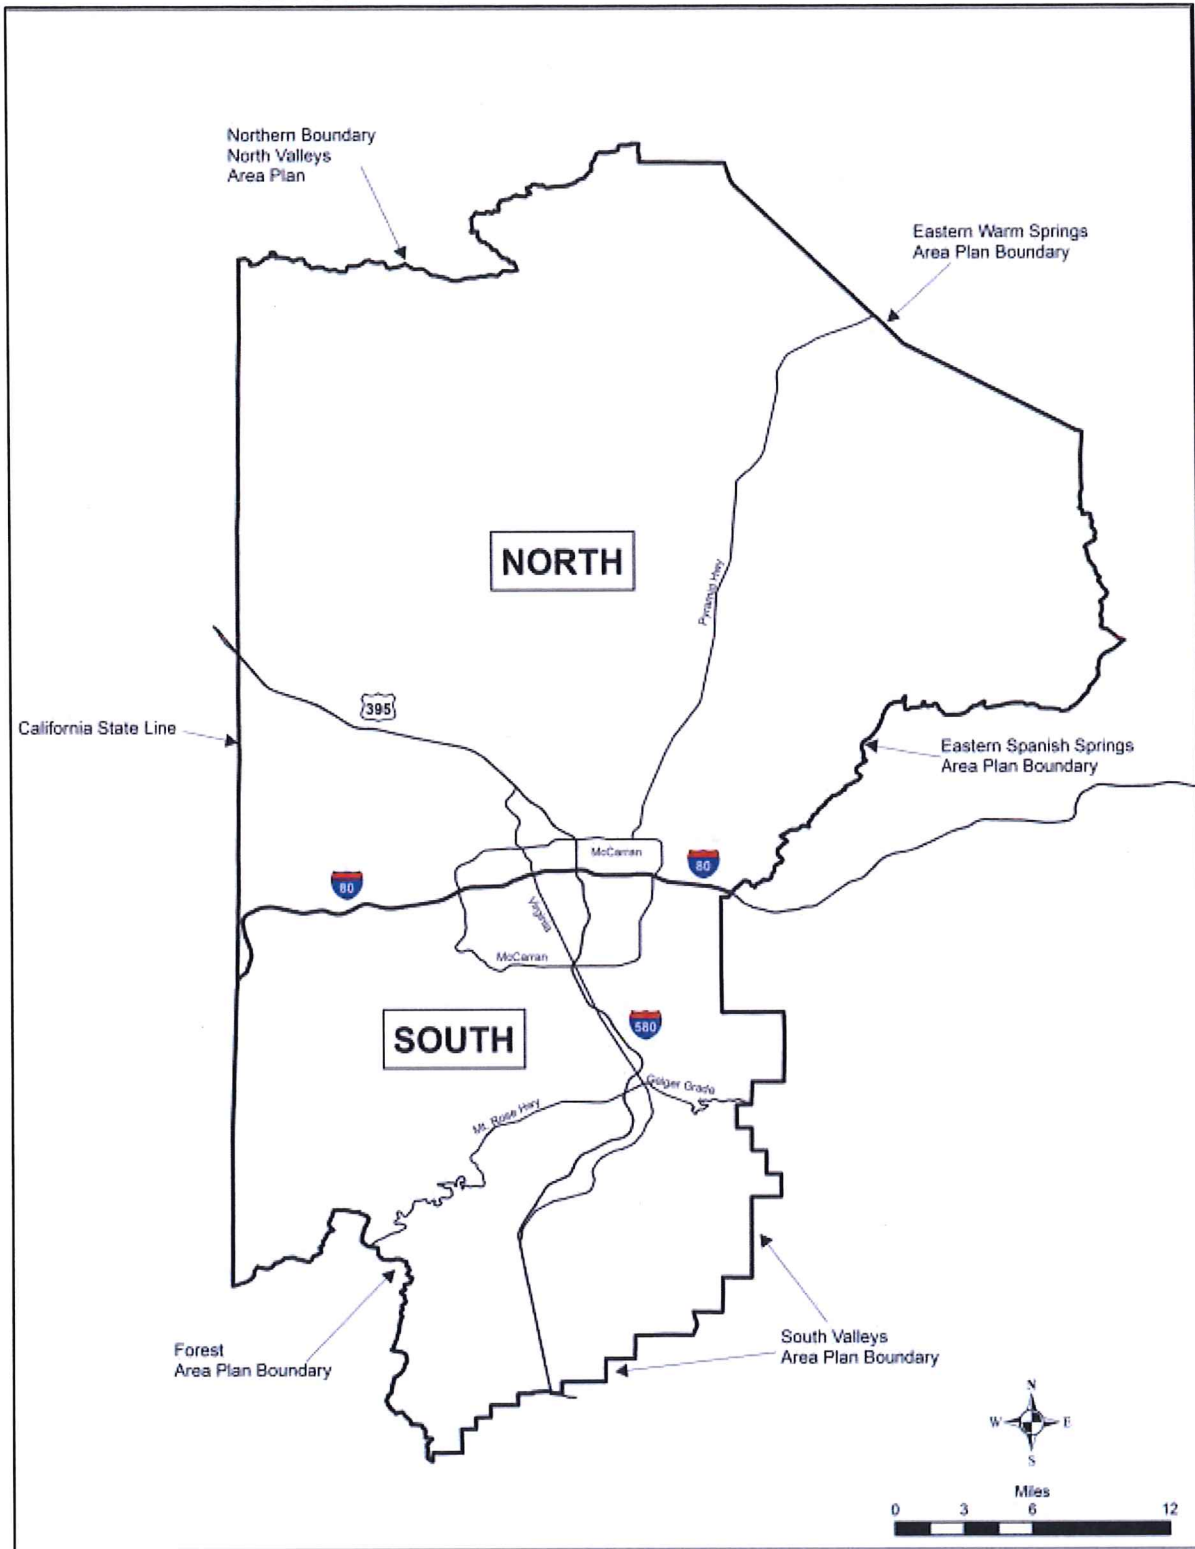 Northern Boundary
North Valleys
Area Plan
Eastern Warm Springs
Area Plan Boundary
NORTH
Pyramid Hwy
395
California State Line
Eastern Spanish Springs
Area Plan Boundary
McCarran
80
80
Virginia
McCarran
SOUTH
580
Geiger Grade
Mt. Rose Hwy
Forest
Area Plan Boundary
South Valleys
Area Plan Boundary
N
W E
S
Miles
0 3 6 12